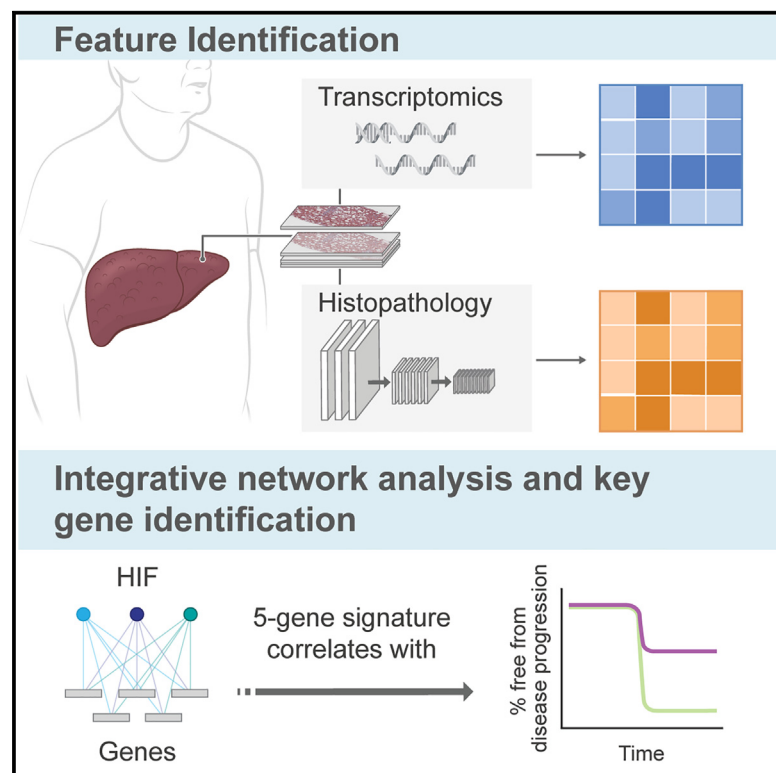 Feature Identification
Transcriptomics
Histopathology
Integrative network analysis and key
gene identification
HIF
Genes
5-gene signature
correlates with
% free from
disease progression
Time